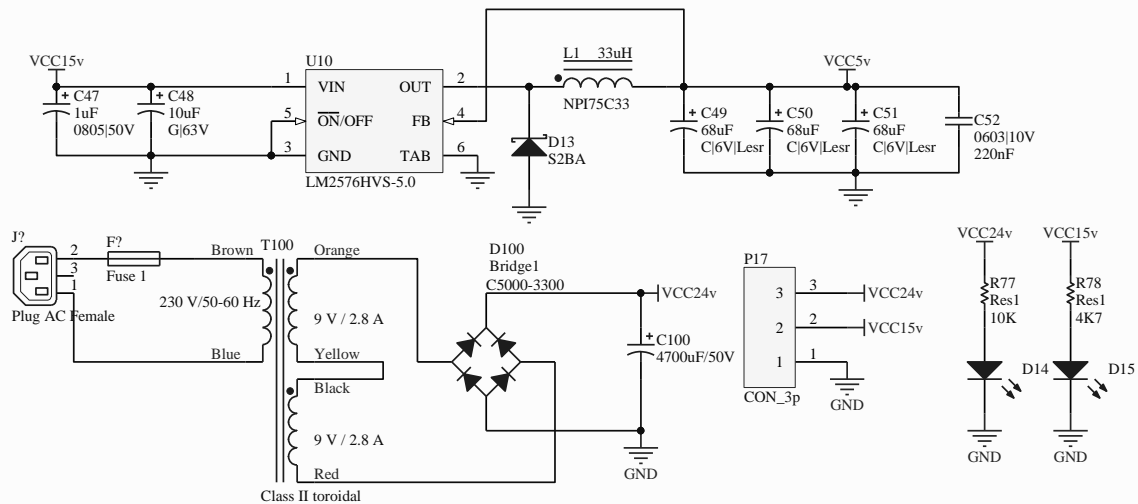 VCC15v
C47
1uF
0805|50V
C48
10uF
G|63V
U10
1 VIN OUT 2
5 ON/OFF FB 4
3 GND TAB 6
LM2576HVS-5.0
L1 33uH
NPI75C33
D13
S2BA
VCC5v
C49
68uF
C|6V|Lesr
C50
68uF
C|6V|Lesr
C51
68uF
C|6V|Lesr
C52
0603|10V
220nF
J?
2
3
1
Plug AC Female
F?
Fuse 1
Brown
T100
Orange
230 V/50-60 Hz
9 V / 2.8 A
Blue
Yellow
Black
9 V / 2.8 A
Red
Class II toroidal
D100
Bridge1
C5000-3300
VCC24v
C100
4700uF/50V
GND
P17
3 3 VCC24v
2 2 VCC15v
1 1
GND
CON_3p
VCC24v
R77
Res1
10K
D14
GND
VCC15v
R78
Res1
4K7
D15
GND